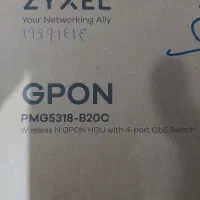 ZYXEL
Your Networking Ally
GPON
PMG5318-B20C
Wireless N GPON HGU with 4-port GbE Switch